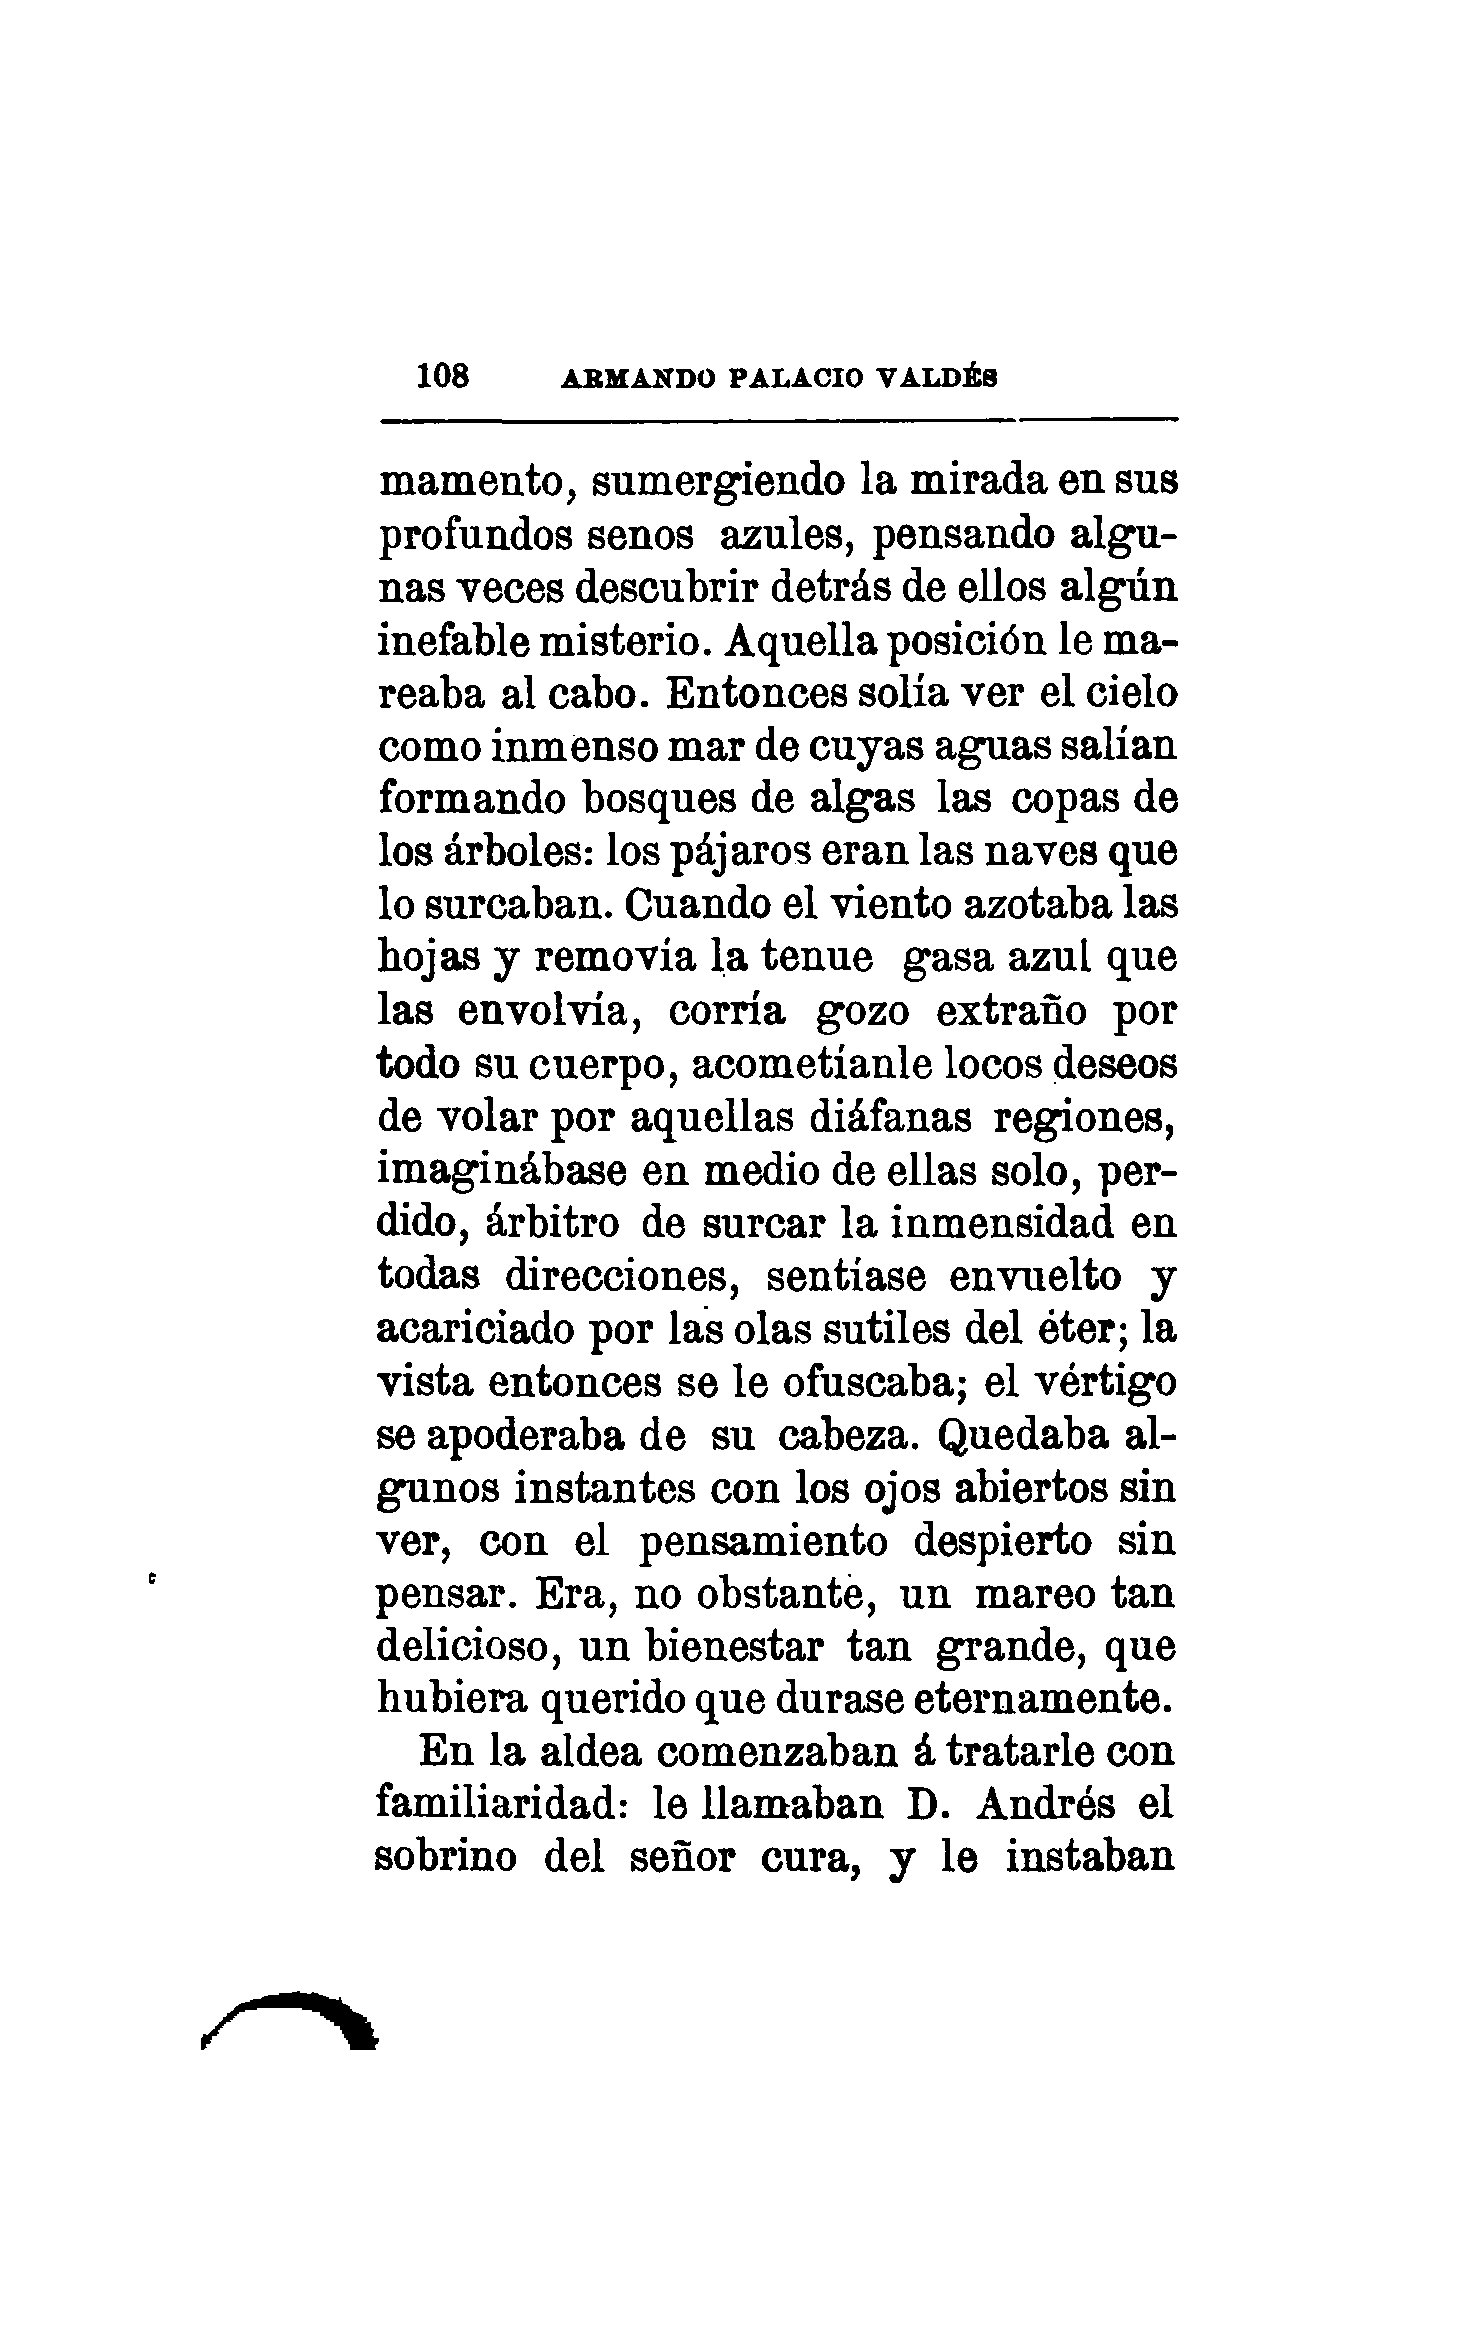 108 ARMANDO PALACIO VALDÉS
mamento, sumergiendo la mirada en sus
profundos senos azules, pensando algu-
nas veces descubrir detrás de ellos algún
inefable misterio. Aquella posición le ma-
reaba al cabo. Entonces solía ver el cielo
como inmenso mar de cuyas aguas salían
formando bosques de algas las copas de
los árboles: los pájaros eran las naves que
lo surcaban. Cuando el viento azotaba las
hojas y removía la tenue gasa azul que
las envolvía, corría gozo extraño por
todo su cuerpo, acometíanle locos deseos
de volar por aquellas diáfanas regiones,
imaginábase en medio de ellas solo, per-
dido, árbitro de surcar la inmensidad en
todas direcciones, sentíase envuelto y
acariciado por las olas sutiles del éter; la
vista entonces se le ofuscaba; el vértigo
se apoderaba de su cabeza. Quedaba al-
gunos instantes con los ojos abiertos sin
ver, con el pensamiento despierto sin
pensar. Era, no obstante, un mareo tan
delicioso, un bienestar tan grande, que
hubiera querido que durase eternamente.
En la aldea comenzaban á tratarle con
familiaridad: le llamaban D. Andrés el
sobrino del señor cura, y le instaban